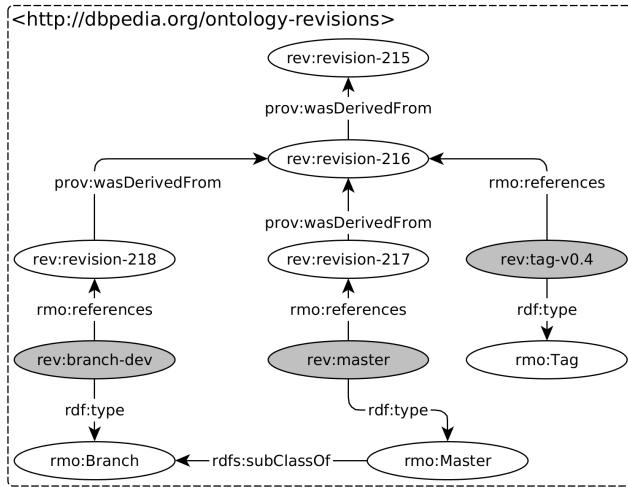 <http://dbpedia.org/ontology-revisions>
rev:revision-215
prov:wasDerivedFrom
rev:revision-216
prov:wasDerivedFrom
rmo:references
prov:wasDerivedFrom
rev:revision-218
rev:revision-217
rev:tag-v0.4
rmo:references
rmo:references
rdf:type
rev:branch-dev
rev:master
rmo:Tag
rdf:type
rdf:type
rmo:Branch
rdfs:subClassOf
rmo:Master